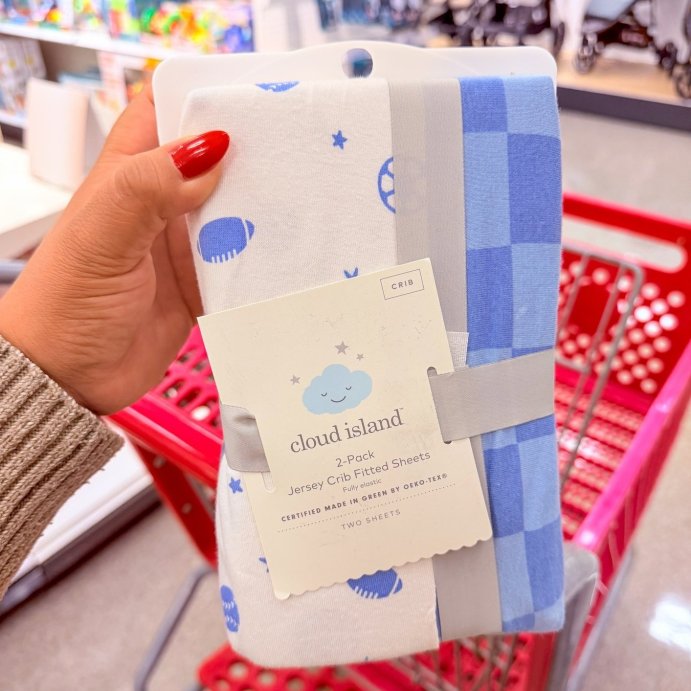 CRIB
cloud island™
2-Pack
Jersey Crib Fitted Sheets
Fully elastic
CERTIFIED MADE IN GREEN BY OEKO-TEX®
TWO SHEETS